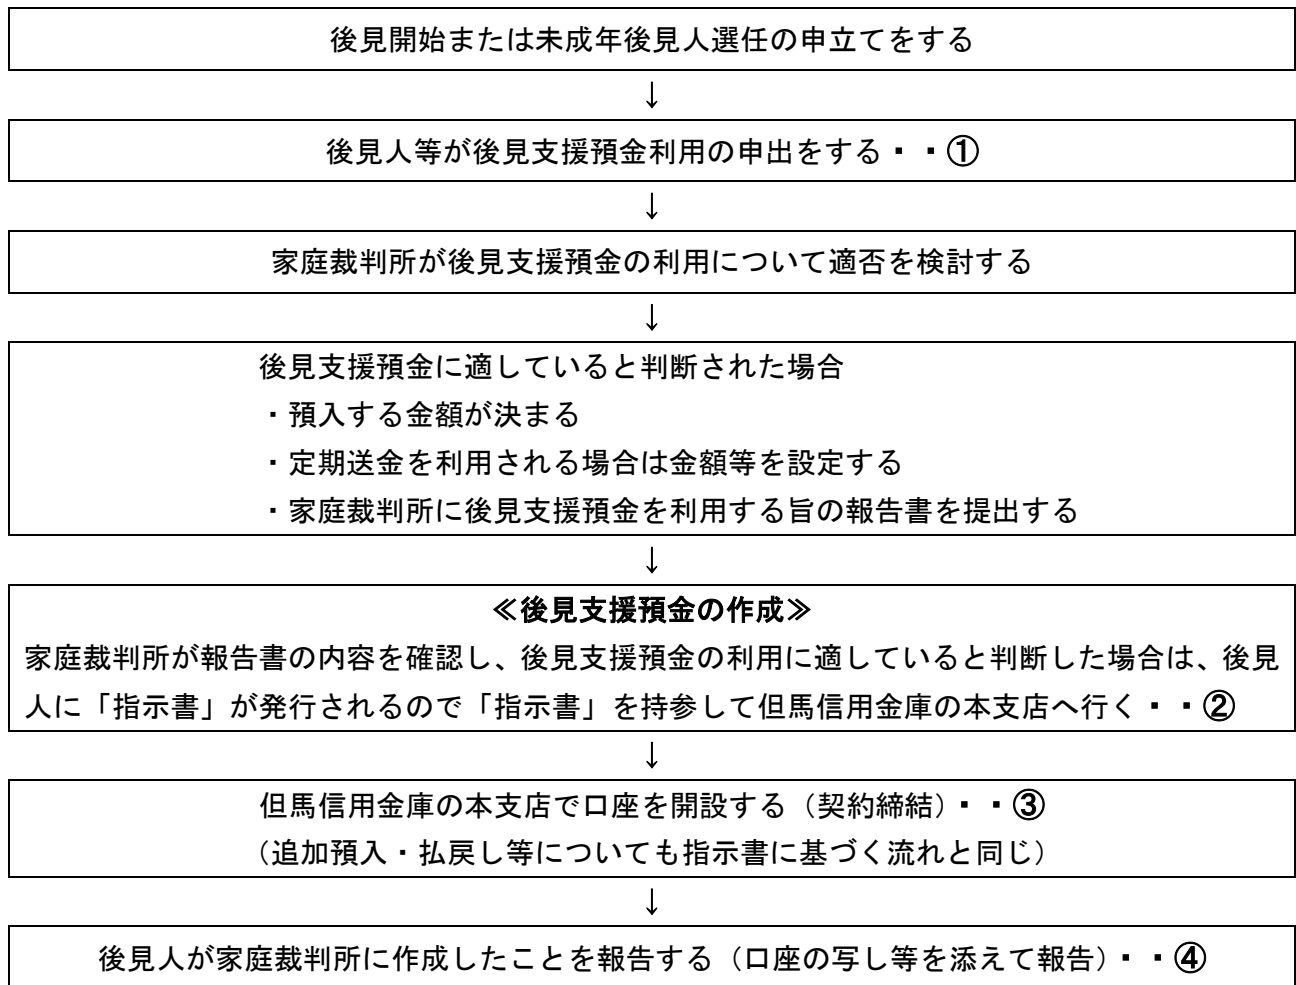 後見開始または未成年後見人選任の申立てをする
↓
後見人等が後見支援預金利用の申出をする・・①
↓
家庭裁判所が後見支援預金の利用について適否を検討する
↓
後見支援預金に適していると判断された場合
・預入する金額が決まる
・定期送金を利用される場合は金額等を設定する
・家庭裁判所に後見支援預金を利用する旨の報告書を提出する
↓
≪後見支援預金の作成≫
家庭裁判所が報告書の内容を確認し、後見支援預金の利用に適していると判断した場合は、後見
人に「指示書」が発行されるので「指示書」を持参して但馬信用金庫の本支店へ行く・・②
↓
但馬信用金庫の本支店で口座を開設する（契約締結）・・③
（追加預入・払戻し等についても指示書に基づく流れと同じ）
↓
後見人が家庭裁判所に作成したことを報告する（口座の写し等を添えて報告）・・④